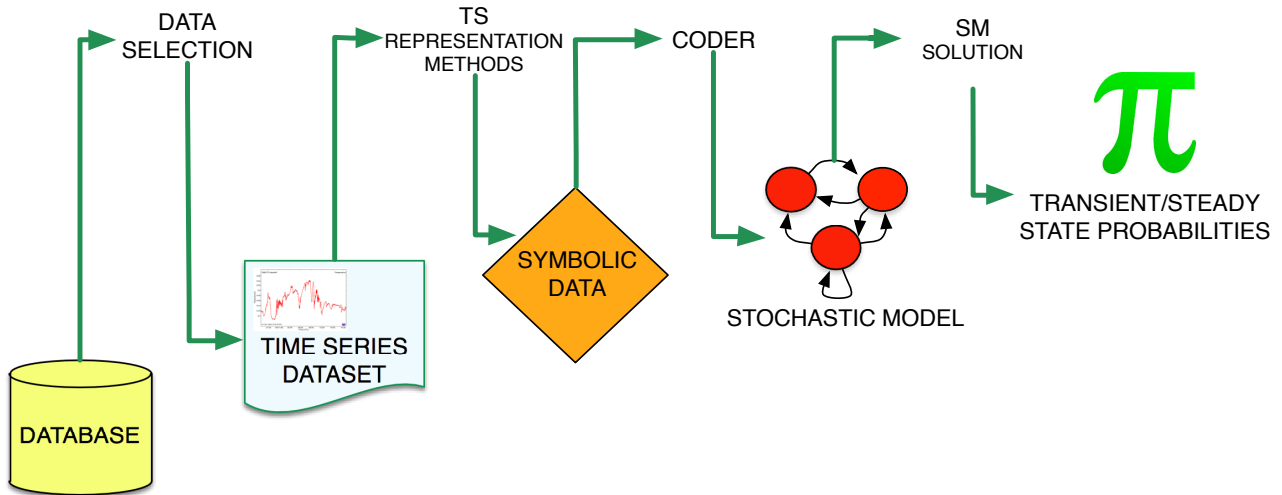 DATA
SELECTION
TS
REPRESENTATION
METHODS
CODER
SM
SOLUTION
π
TRANSIENT/STEADY
STATE PROBABILITIES
SYMBOLIC
DATA
STOCHASTIC MODEL
TIME SERIES
DATASET
DATABASE